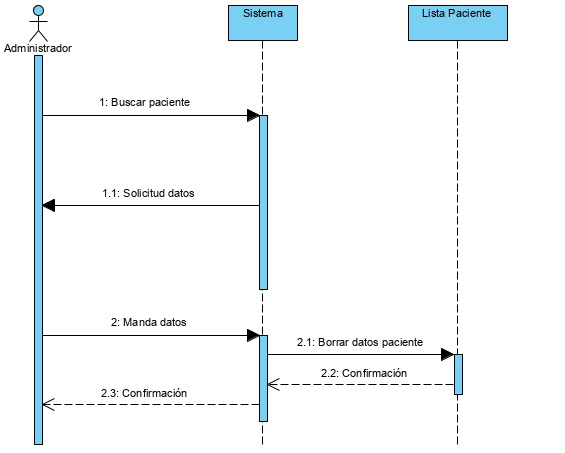 Sistema
Lista Paciente
Administrador
1: Buscar paciente
1.1: Solicitud datos
2: Manda datos
2.1: Borrar datos paciente
2.2: Confirmación
2.3: Confirmación